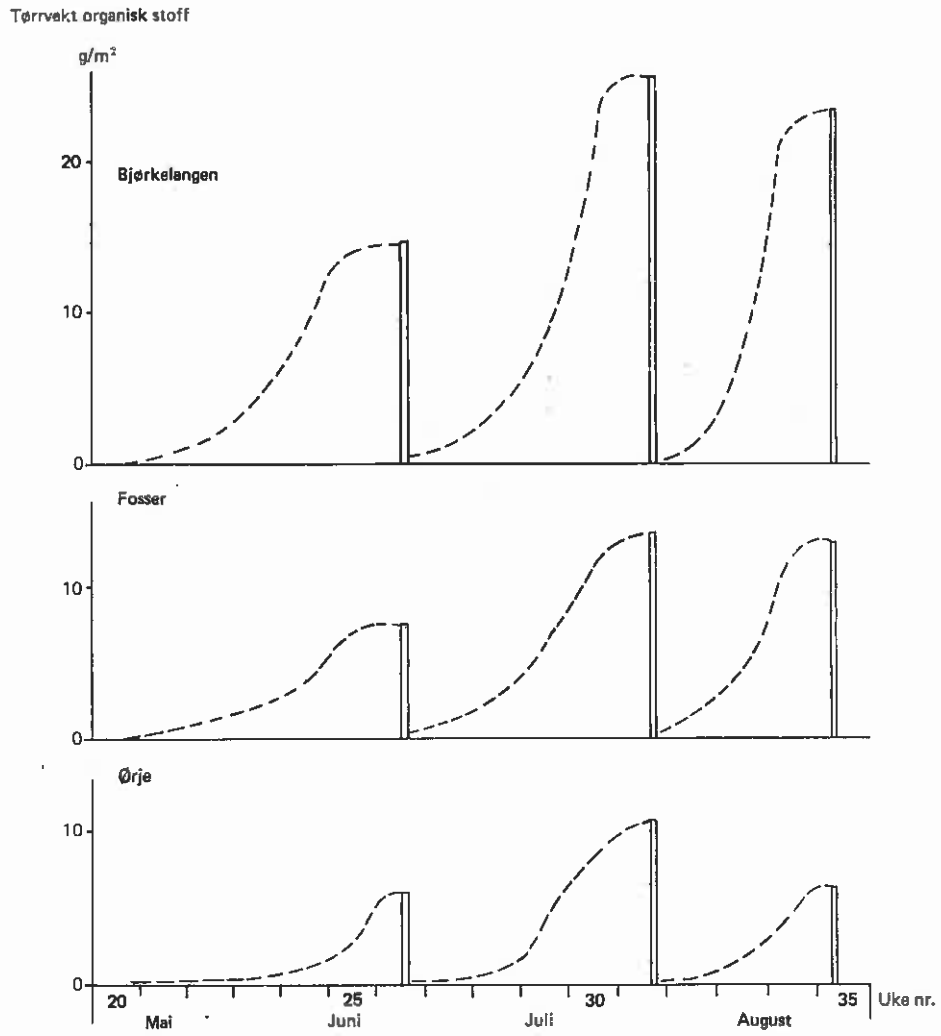 Tørrvekt organisk stoff
g/m²
20
Bjørkelangen
10
0
Fosser
10
0
Ørje
10
0
20 25 30 35 Uke nr.
Mai Juni Juli August